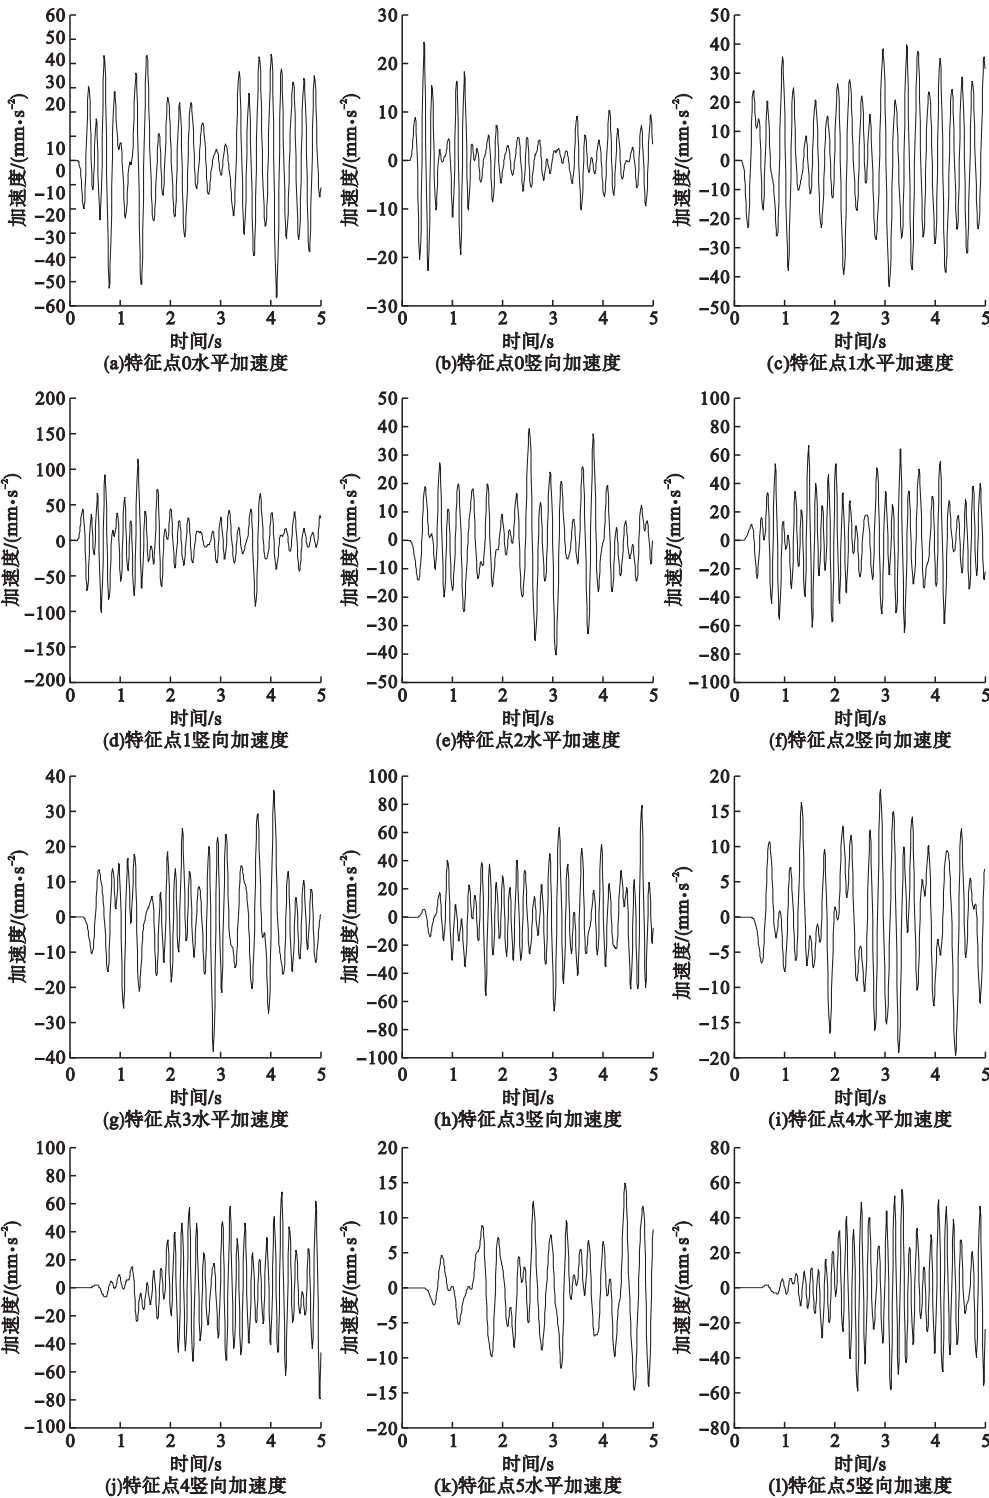 加速度/(mm·s⁻²)
60 50 40 30 20 10 0 −10 −20 −30 −40 −50 −60
0 1 2 3 4 5
时间/s
(a)特征点0水平加速度
加速度/(mm·s⁻²)
30 20 10 0 −10 −20 −30
0 1 2 3 4 5
时间/s
(b)特征点0竖向加速度
加速度/(mm·s⁻²)
50 40 30 20 10 0 −10 −20 −30 −40 −50
0 1 2 3 4 5
时间/s
(c)特征点1水平加速度
加速度/(mm·s⁻²)
200 150 100 50 0 −50 −100 −150 −200
0 1 2 3 4 5
时间/s
(d)特征点1竖向加速度
加速度/(mm·s⁻²)
50 40 30 20 10 0 −10 −20 −30 −40 −50
0 1 2 3 4 5
时间/s
(e)特征点2水平加速度
加速度/(mm·s⁻²)
100 80 60 40 20 0 −20 −40 −60 −80 −100
0 1 2 3 4 5
时间/s
(f)特征点2竖向加速度
加速度/(mm·s⁻²)
40 30 20 10 0 −10 −20 −30 −40
0 1 2 3 4 5
时间/s
(g)特征点3水平加速度
加速度/(mm·s⁻²)
100 80 60 40 20 0 −20 −40 −60 −80 −100
0 1 2 3 4 5
时间/s
(h)特征点3竖向加速度
加速度/(mm·s⁻²)
20 15 10 5 0 −5 −10 −15 −20
0 1 2 3 4 5
时间/s
(i)特征点4水平加速度
加速度/(mm·s⁻²)
100 80 60 40 20 0 −20 −40 −60 −80 −100
0 1 2 3 4 5
时间/s
(j)特征点4竖向加速度
加速度/(mm·s⁻²)
20 15 10 5 0 −5 −10 −15 −20
0 1 2 3 4 5
时间/s
(k)特征点5水平加速度
加速度/(mm·s⁻²)
80 60 40 20 0 −20 −40 −60 −80
0 1 2 3 4 5
时间/s
(l)特征点5竖向加速度